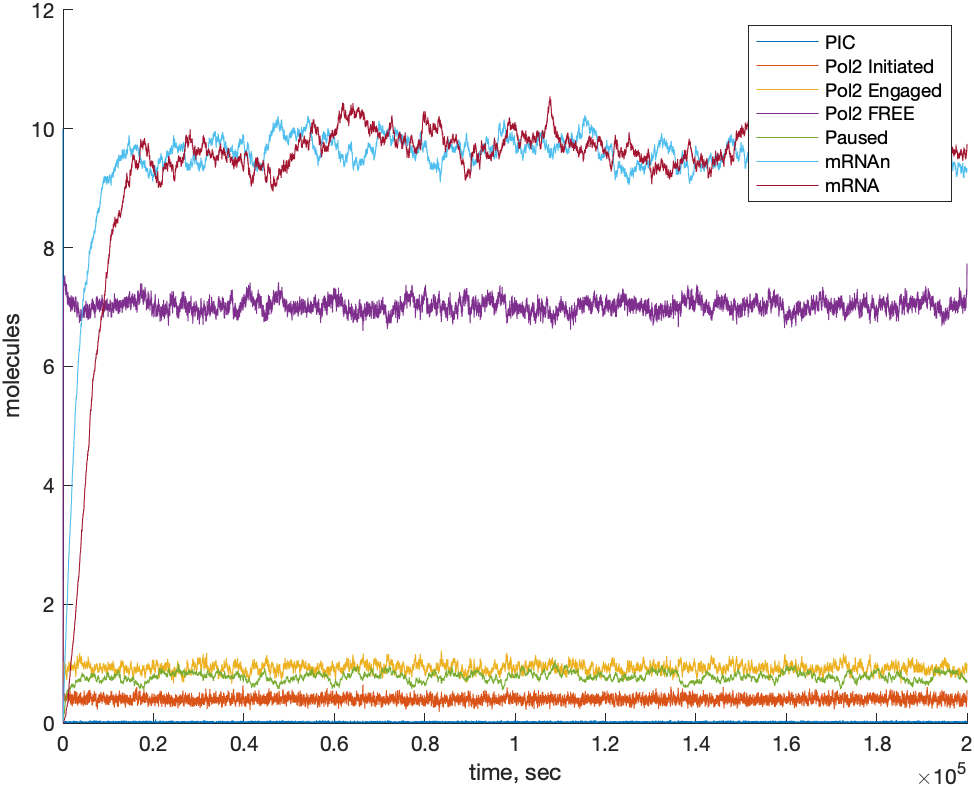 12
10
8
6
4
2
0
molecules
PIC
Pol2 Initiated
Pol2 Engaged
Pol2 FREE
Paused
mRNAn
mRNA
0 0.2 0.4 0.6 0.8 1 1.2 1.4 1.6 1.8 2
time, sec
×10⁵